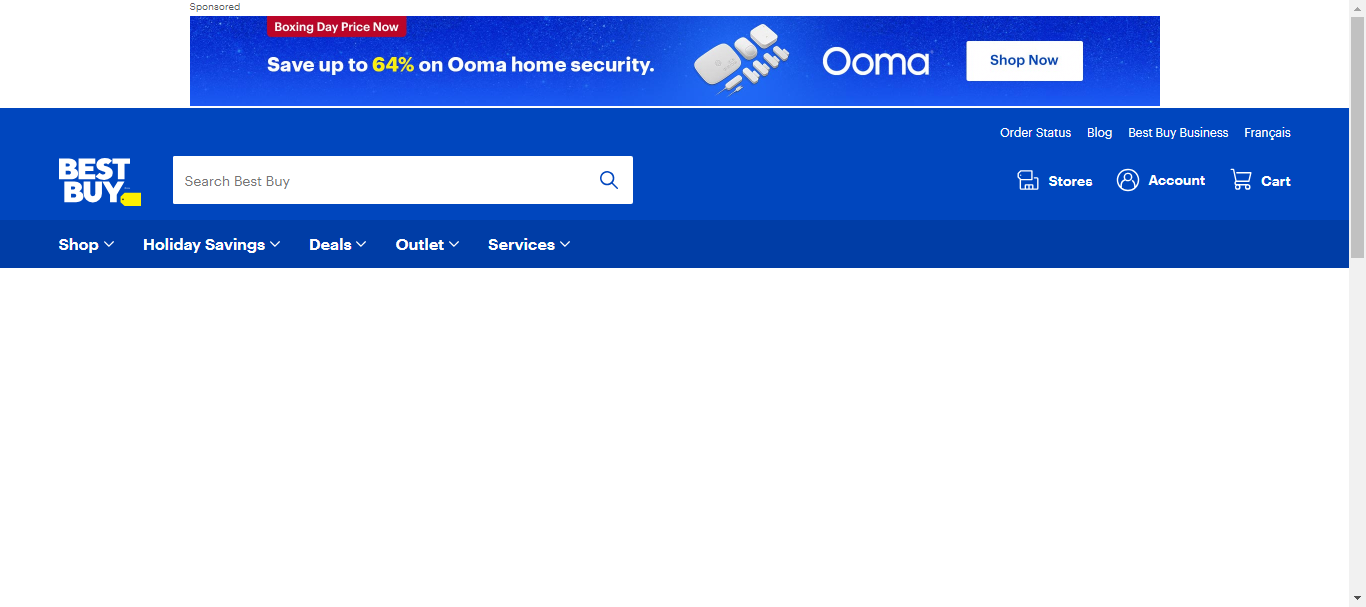 Sponsored
Boxing Day Price Now
Save up to 64% on Ooma home security.
Ooma
Shop Now
Order Status Blog Best Buy Business Français
BEST
BUY
Search Best Buy
Stores Account Cart
Shop Holiday Savings Deals Outlet Services